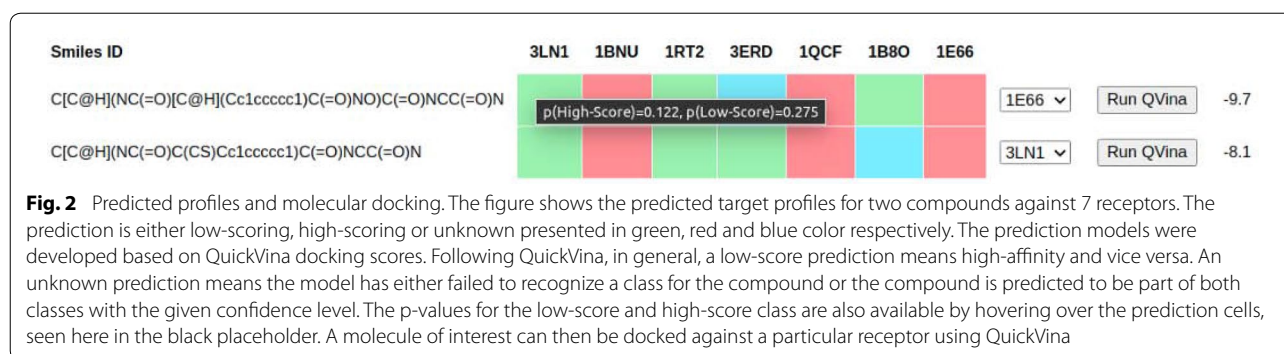 Smiles ID 3LN1 1BNU 1RT2 3ERD 1QCF 1B8O 1E66
C[C@H](NC(=O)[C@H](Cc1ccccc1)C(=O)NO)C(=O)NCC(=O)N 1E66 Run QVina -9.7
p(High-Score)=0.122, p(Low-Score)=0.275
C[C@H](NC(=O)C(CS)Cc1ccccc1)C(=O)NCC(=O)N 3LN1 Run QVina -8.1
Fig. 2 Predicted profiles and molecular docking. The figure shows the predicted target profiles for two compounds against 7 receptors. The
prediction is either low-scoring, high-scoring or unknown presented in green, red and blue color respectively. The prediction models were
developed based on QuickVina docking scores. Following QuickVina, in general, a low-score prediction means high-affinity and vice versa. An
unknown prediction means the model has either failed to recognize a class for the compound or the compound is predicted to be part of both
classes with the given confidence level. The p-values for the low-score and high-score class are also available by hovering over the prediction cells,
seen here in the black placeholder. A molecule of interest can then be docked against a particular receptor using QuickVina